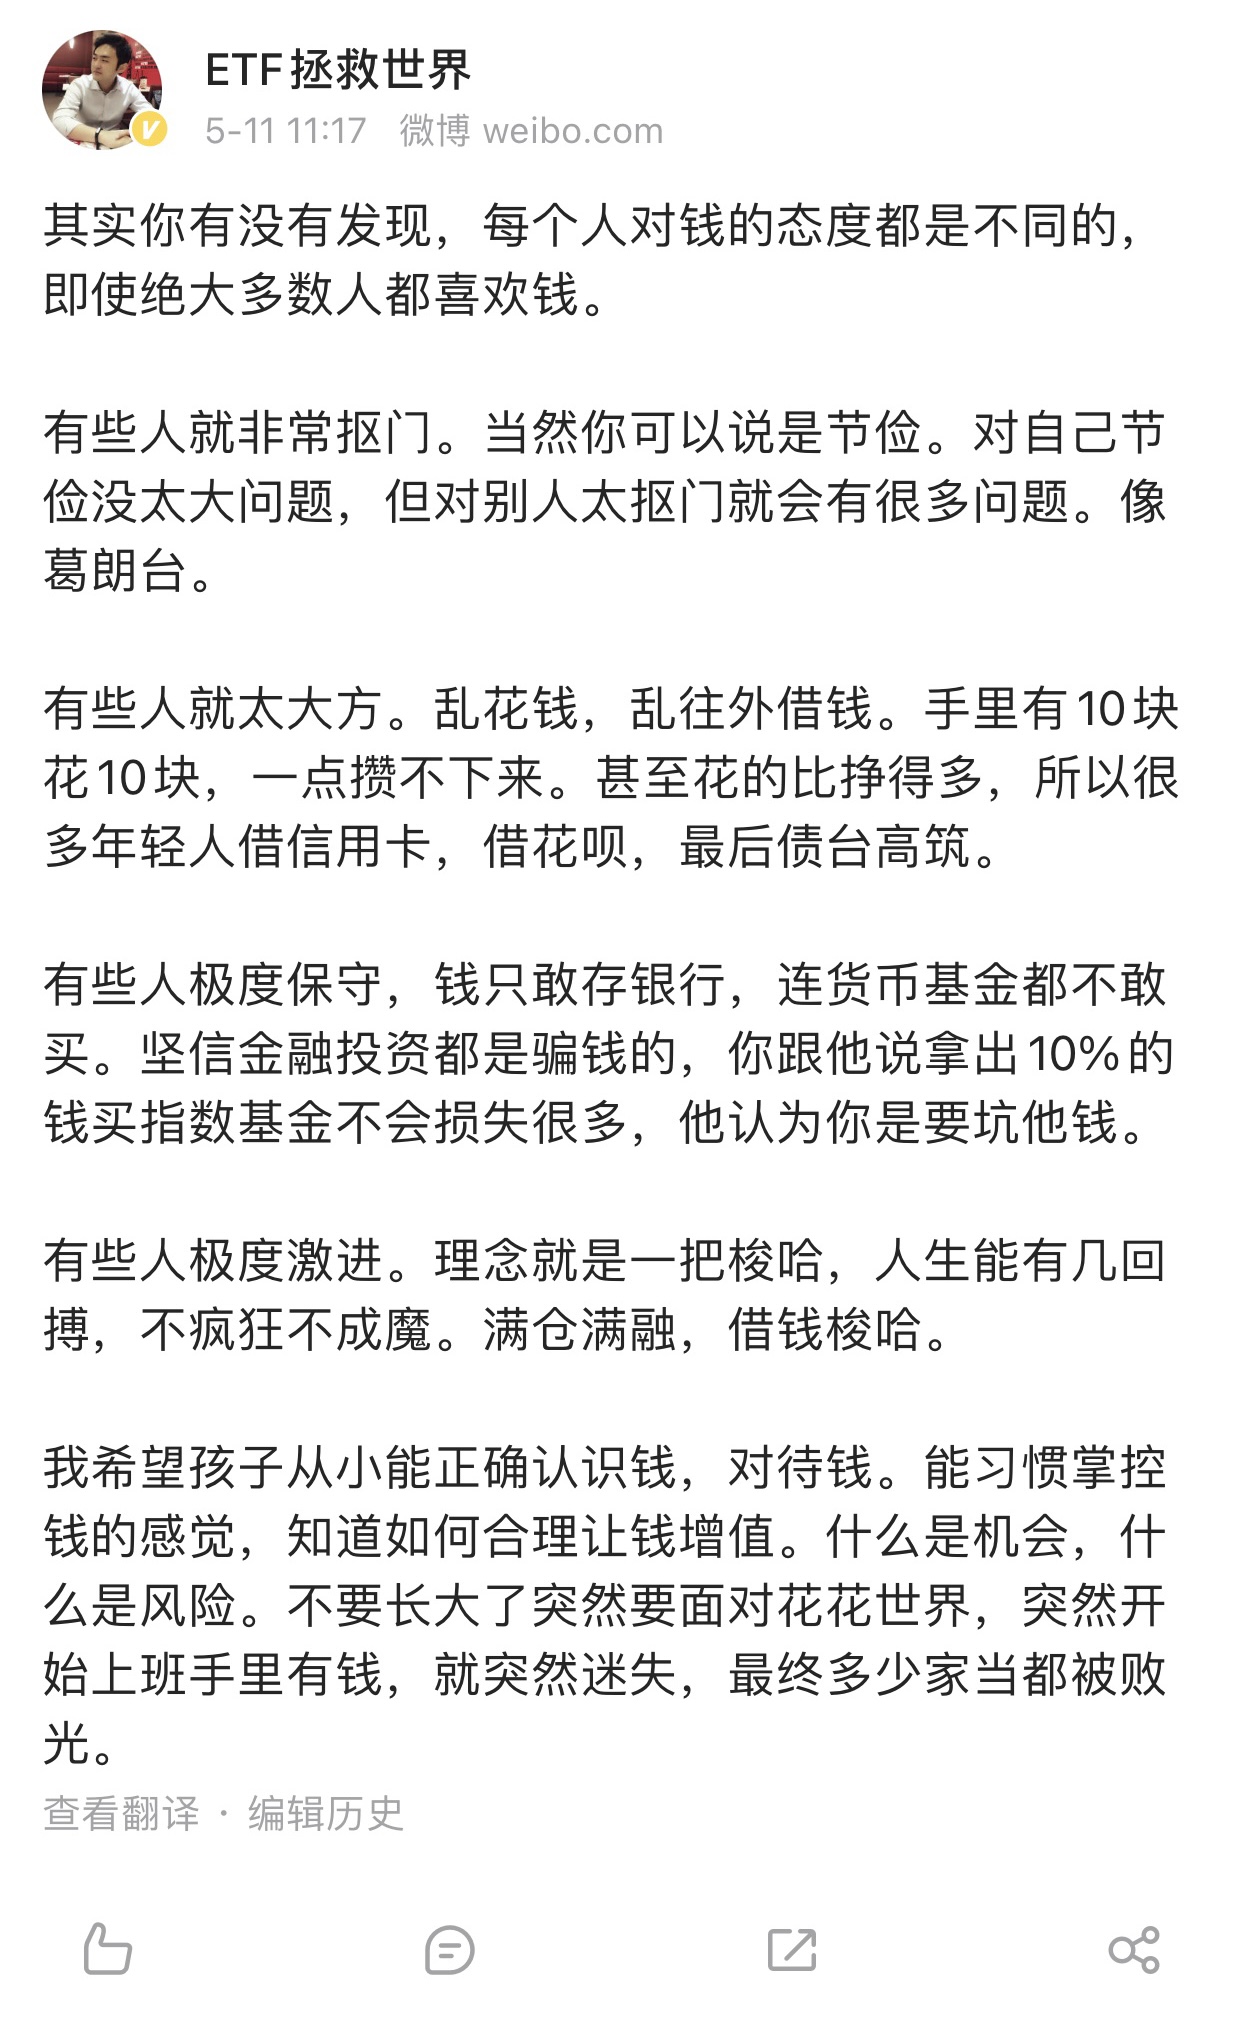 ETF拯救世界
5-11 11:17 微博 weibo.com
其实你有没有发现，每个人对钱的态度都是不同的，
即使绝大多数人都喜欢钱。
有些人就非常抠门。当然你可以说是节俭。对自己节
俭没太大问题，但对别人太抠门就会有很多问题。像
葛朗台。
有些人就太大方。乱花钱，乱往外借钱。手里有10块
花10块，一点攒不下来。甚至花的比挣得多，所以很
多年轻人借信用卡，借花呗，最后债台高筑。
有些人极度保守，钱只敢存银行，连货币基金都不敢
买。坚信金融投资都是骗钱的，你跟他说拿出10%的
钱买指数基金不会损失很多，他认为你是要坑他钱。
有些人极度激进。理念就是一把梭哈，人生能有几回
搏，不疯狂不成魔。满仓满融，借钱梭哈。
我希望孩子从小能正确认识钱，对待钱。能习惯掌控
钱的感觉，知道如何合理让钱增值。什么是机会，什
么是风险。不要长大了突然要面对花花世界，突然开
始上班手里有钱，就突然迷失，最终多少家当都被败
光。
查看翻译 · 编辑历史